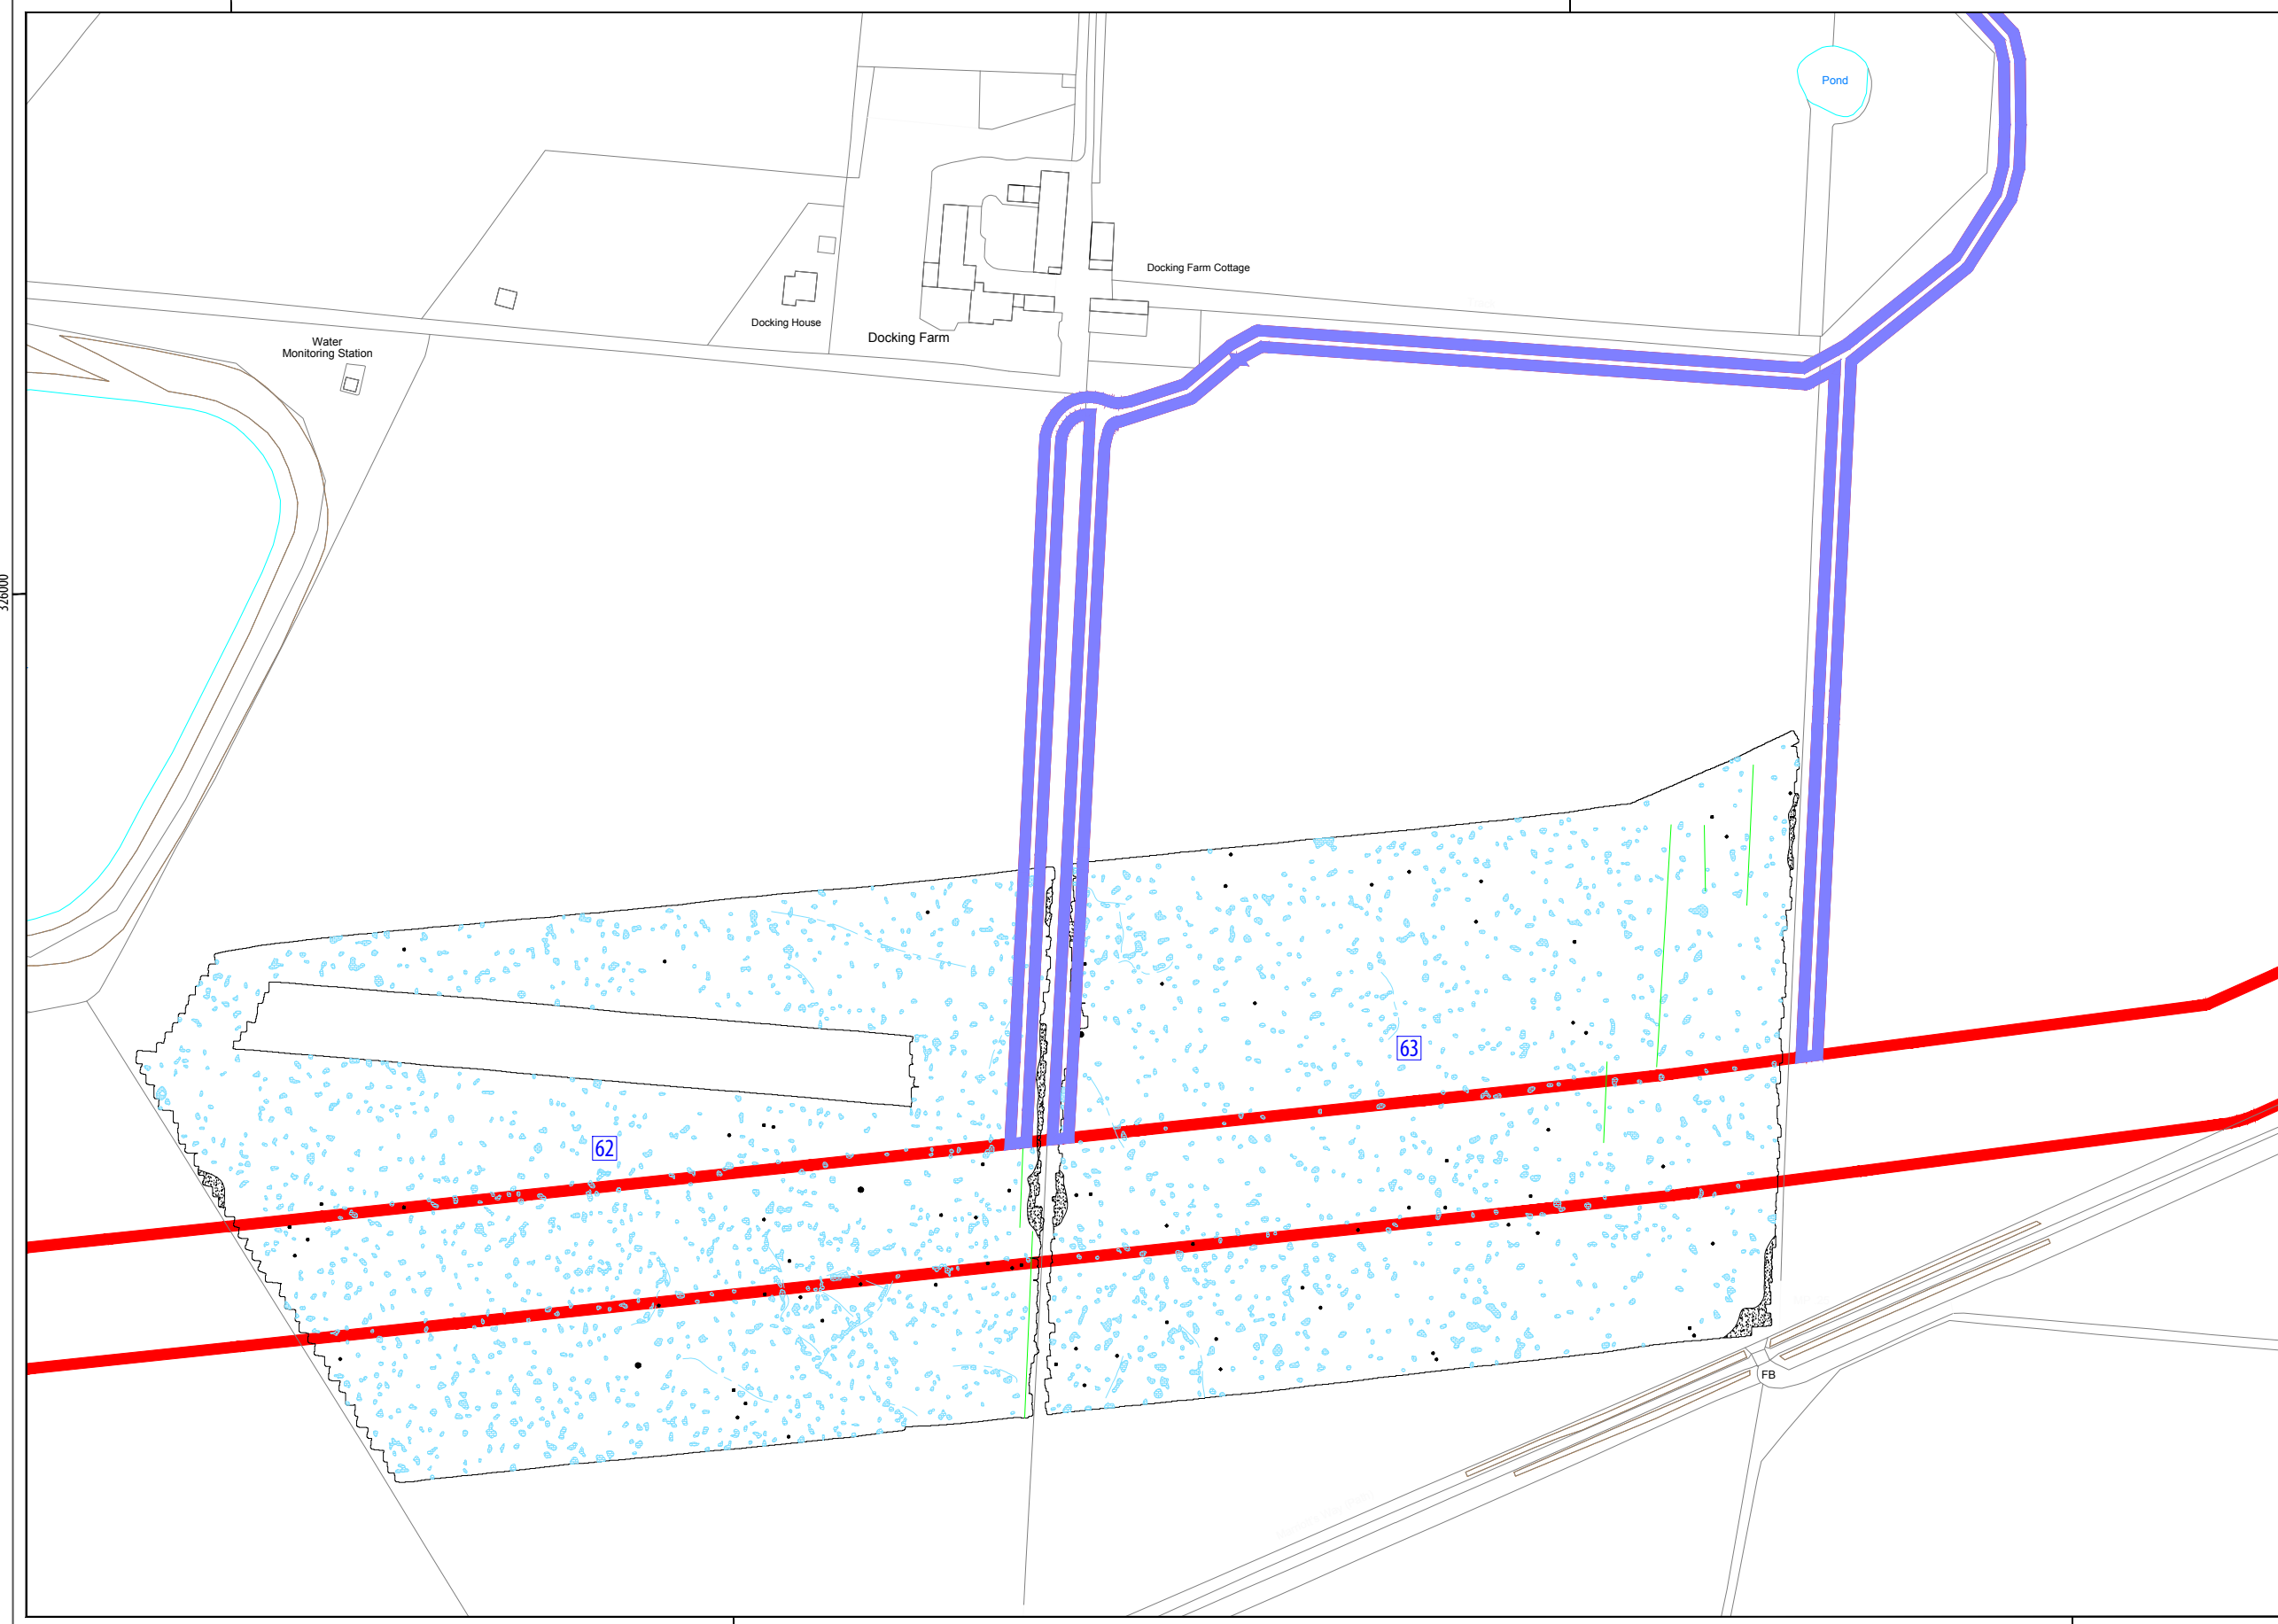 Pond
Docking Farm Cottage
Docking House
Docking Farm
Water
Monitoring Station
326000
63
62
FB